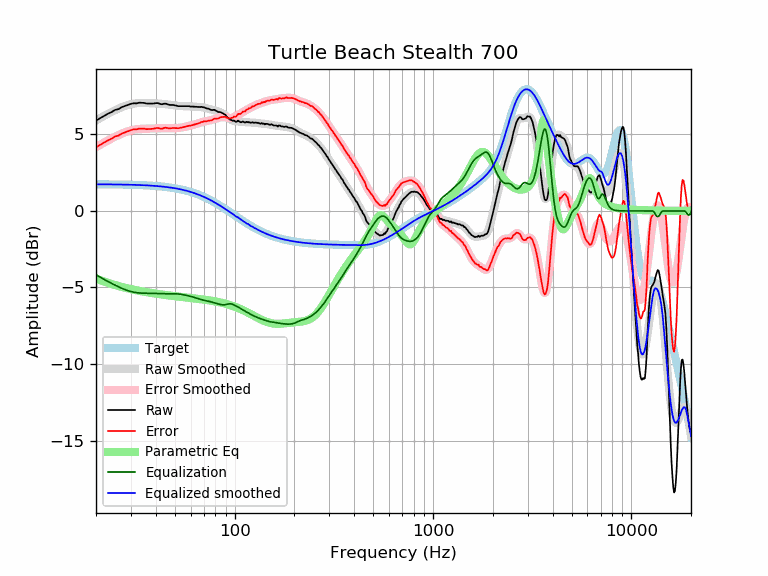 Turtle Beach Stealth 700
Amplitude (dBr)
5
0
−5
−10
−15
Target
Raw Smoothed
Error Smoothed
Raw
Error
Parametric Eq
Equalization
Equalized smoothed
100
1000
10000
Frequency (Hz)